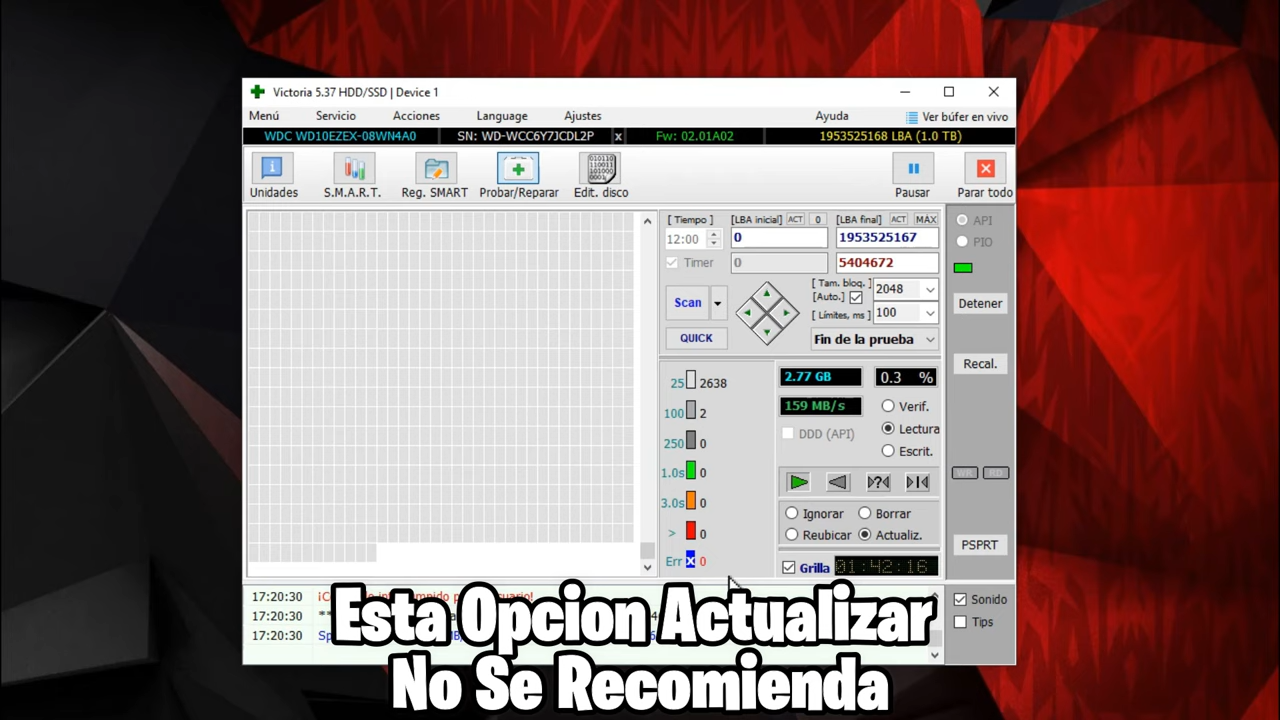 Victoria 5.37 HDD/SSD | Device 1
Menú Servicio Acciones Language Ajustes Ayuda Ver búfer en vivo
WDC WD10EZEX-08WN4A0 SN: WD-WCC6Y7JCDL2P x Fw: 02.01A02 1953525168 LBA (1.0 TB)
Unidades S.M.A.R.T. Reg. SMART Probar/Reparar Edit. disco Pausar Parar todo
[ Tiempo ] [LBA inicial] ACT 0 [LBA final] ACT MÁX
12:00 0 1953525167
Timer 0 5404672
[ Tam. bloq. ] 2048
[Auto.]
[ Límites, ms ] 100
Scan
QUICK
Fin de la prueba
API
PIO
Detener
Recal.
WR RD
PSPRT
25 2638
100 2
250 0
1.0s 0
3.0s 0
> 0
Err x 0
2.77 GB 0.3 %
159 MB/s Verif.
DDD (API) Lectura
Escrit.
Ignorar Borrar
Reubicar Actualiz.
Grilla 01:42:16
17:20:30
17:20:30 **
17:20:30
Sonido
Tips
Esta Opcion Actualizar
No Se Recomienda